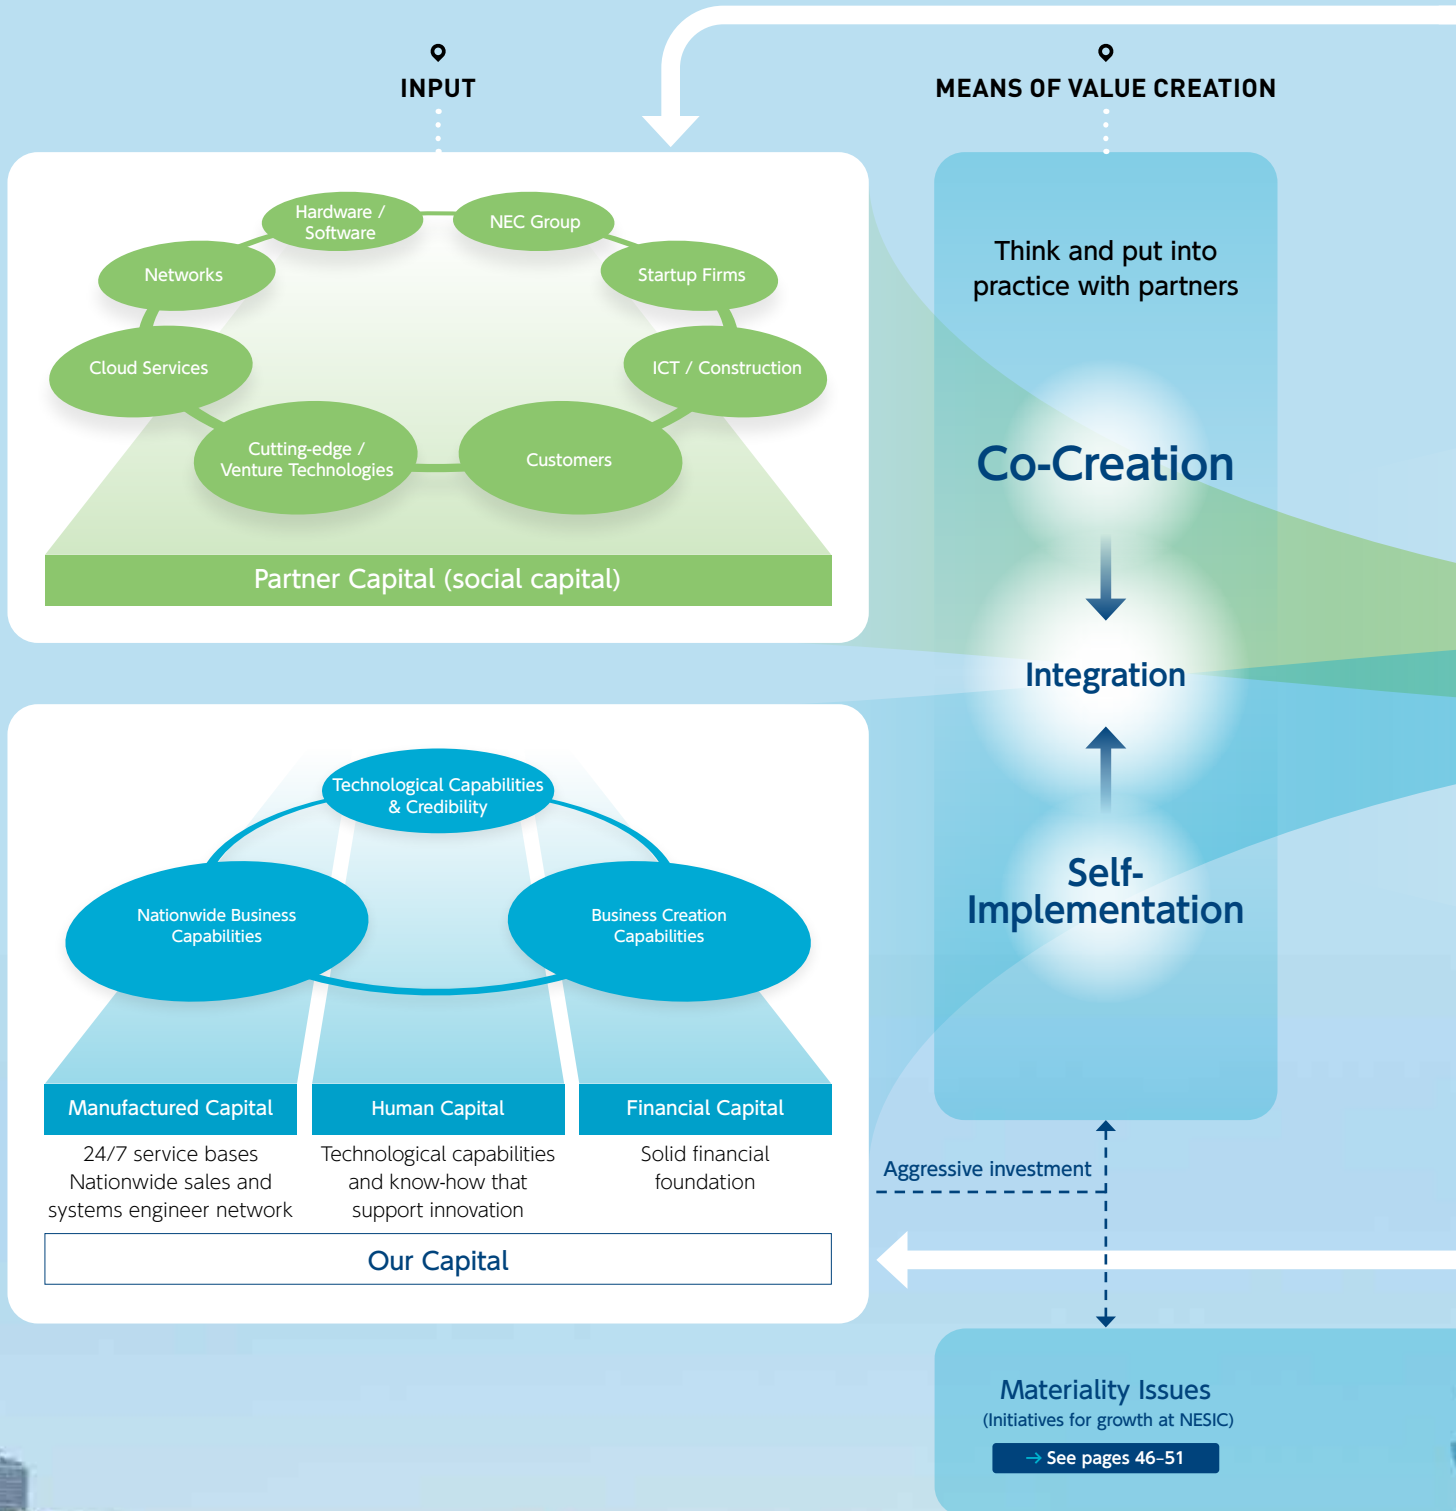 INPUT
MEANS OF VALUE CREATION
Hardware /
Software
NEC Group
Networks
Startup Firms
Cloud Services
ICT / Construction
Cutting-edge /
Venture Technologies
Customers
Partner Capital (social capital)
Think and put into
practice with partners
Co-Creation
Integration
Self-
Implementation
Technological Capabilities
& Credibility
Nationwide Business
Capabilities
Business Creation
Capabilities
Manufactured Capital
24/7 service bases
Nationwide sales and
systems engineer network
Human Capital
Technological capabilities
and know-how that
support innovation
Financial Capital
Solid financial
foundation
Our Capital
Aggressive investment
Materiality Issues
(Initiatives for growth at NESIC)
→ See pages 46–51